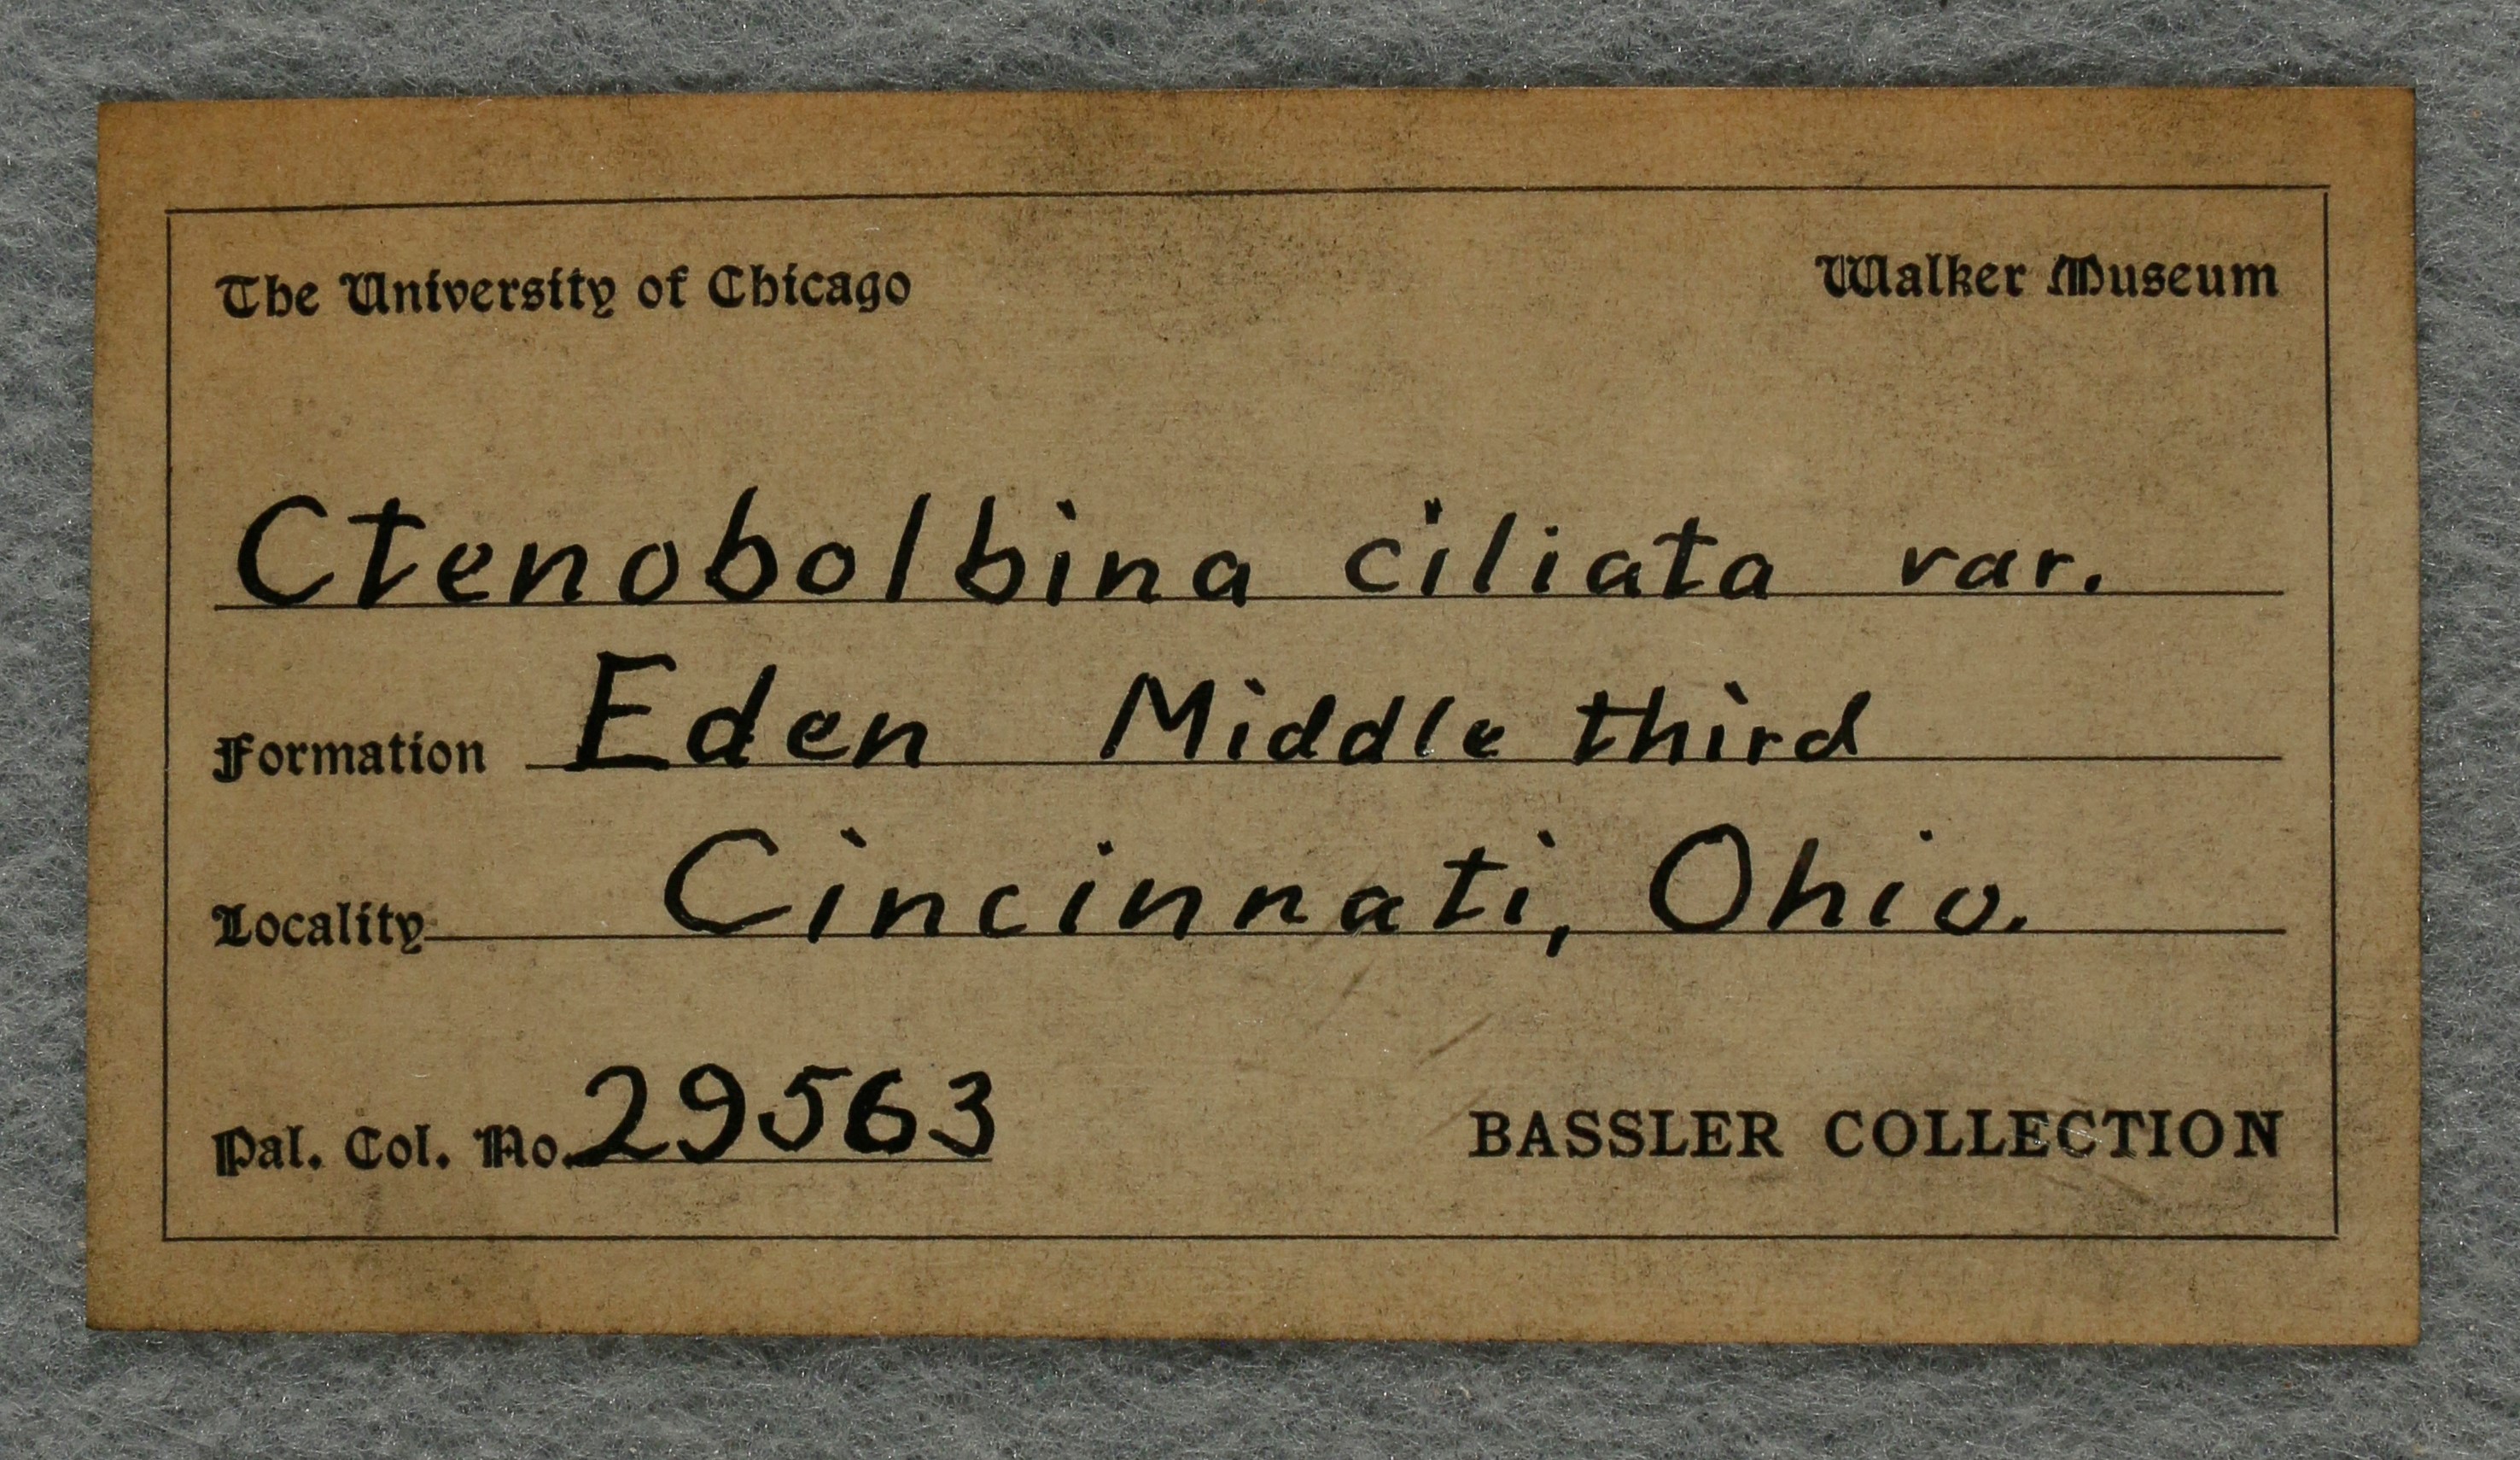 The University of Chicago Walker Museum
Ctenobolbina ciliata var.
Formation Eden Middle third
Locality Cincinnati, Ohio.
Pal. Col. No. 29563 BASSLER COLLECTION